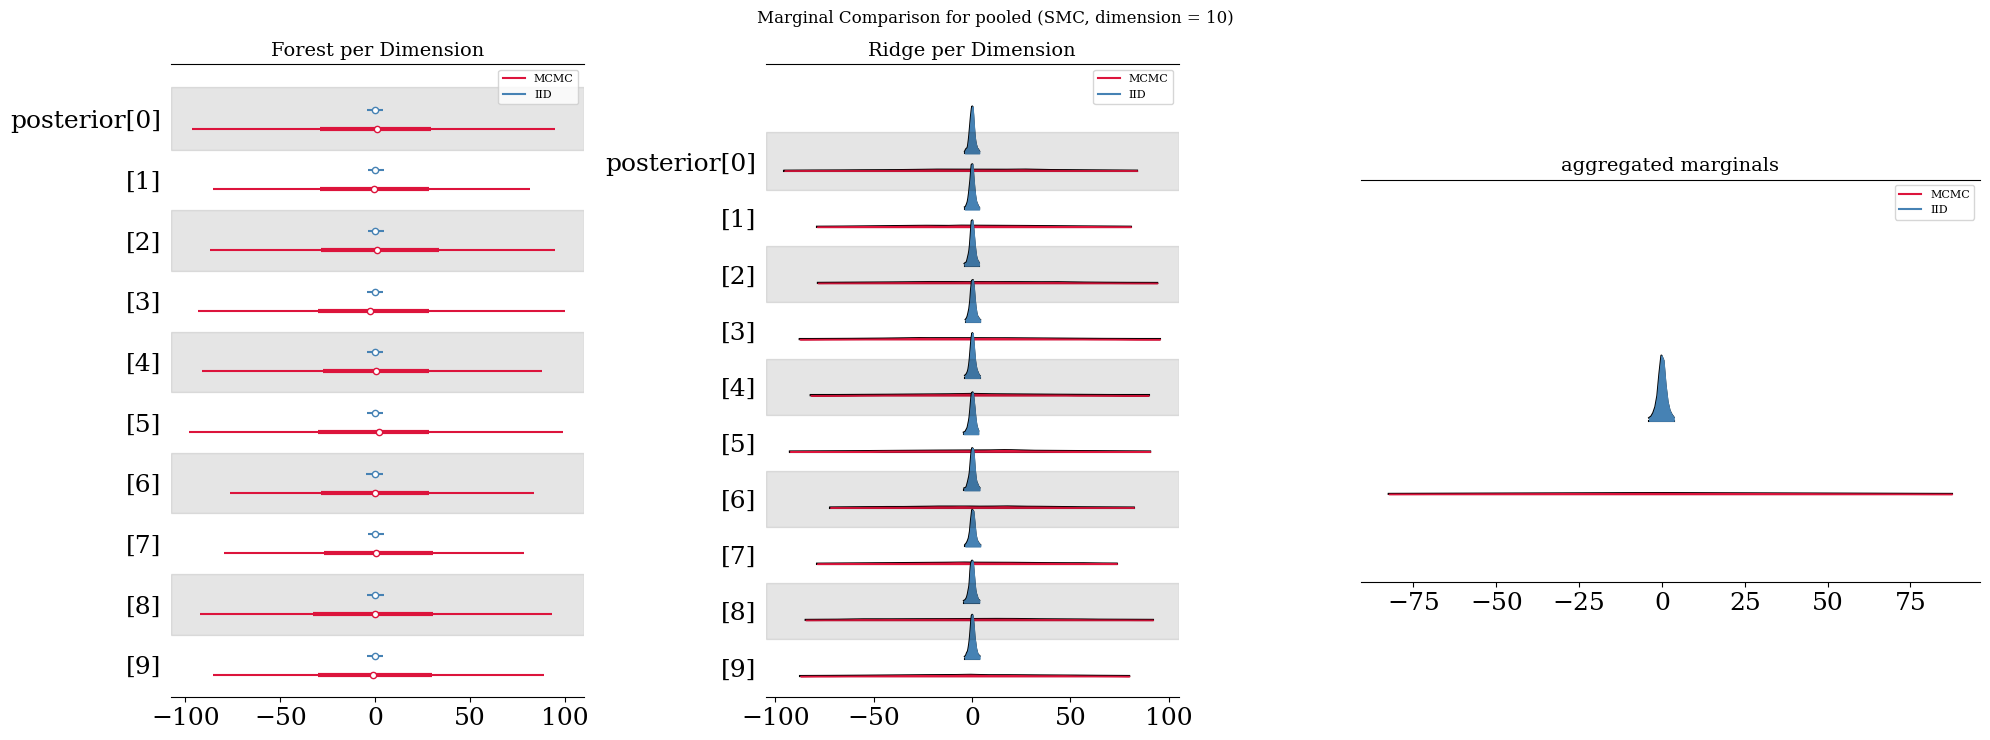 Marginal Comparison for pooled (SMC, dimension = 10)
Forest per Dimension
MCMC
IID
posterior[0]
[1]
[2]
[3]
[4]
[5]
[6]
[7]
[8]
[9]
−100 −50 0 50 100
Ridge per Dimension
MCMC
IID
posterior[0]
[1]
[2]
[3]
[4]
[5]
[6]
[7]
[8]
[9]
−100 −50 0 50 100
aggregated marginals
MCMC
IID
−75 −50 −25 0 25 50 75